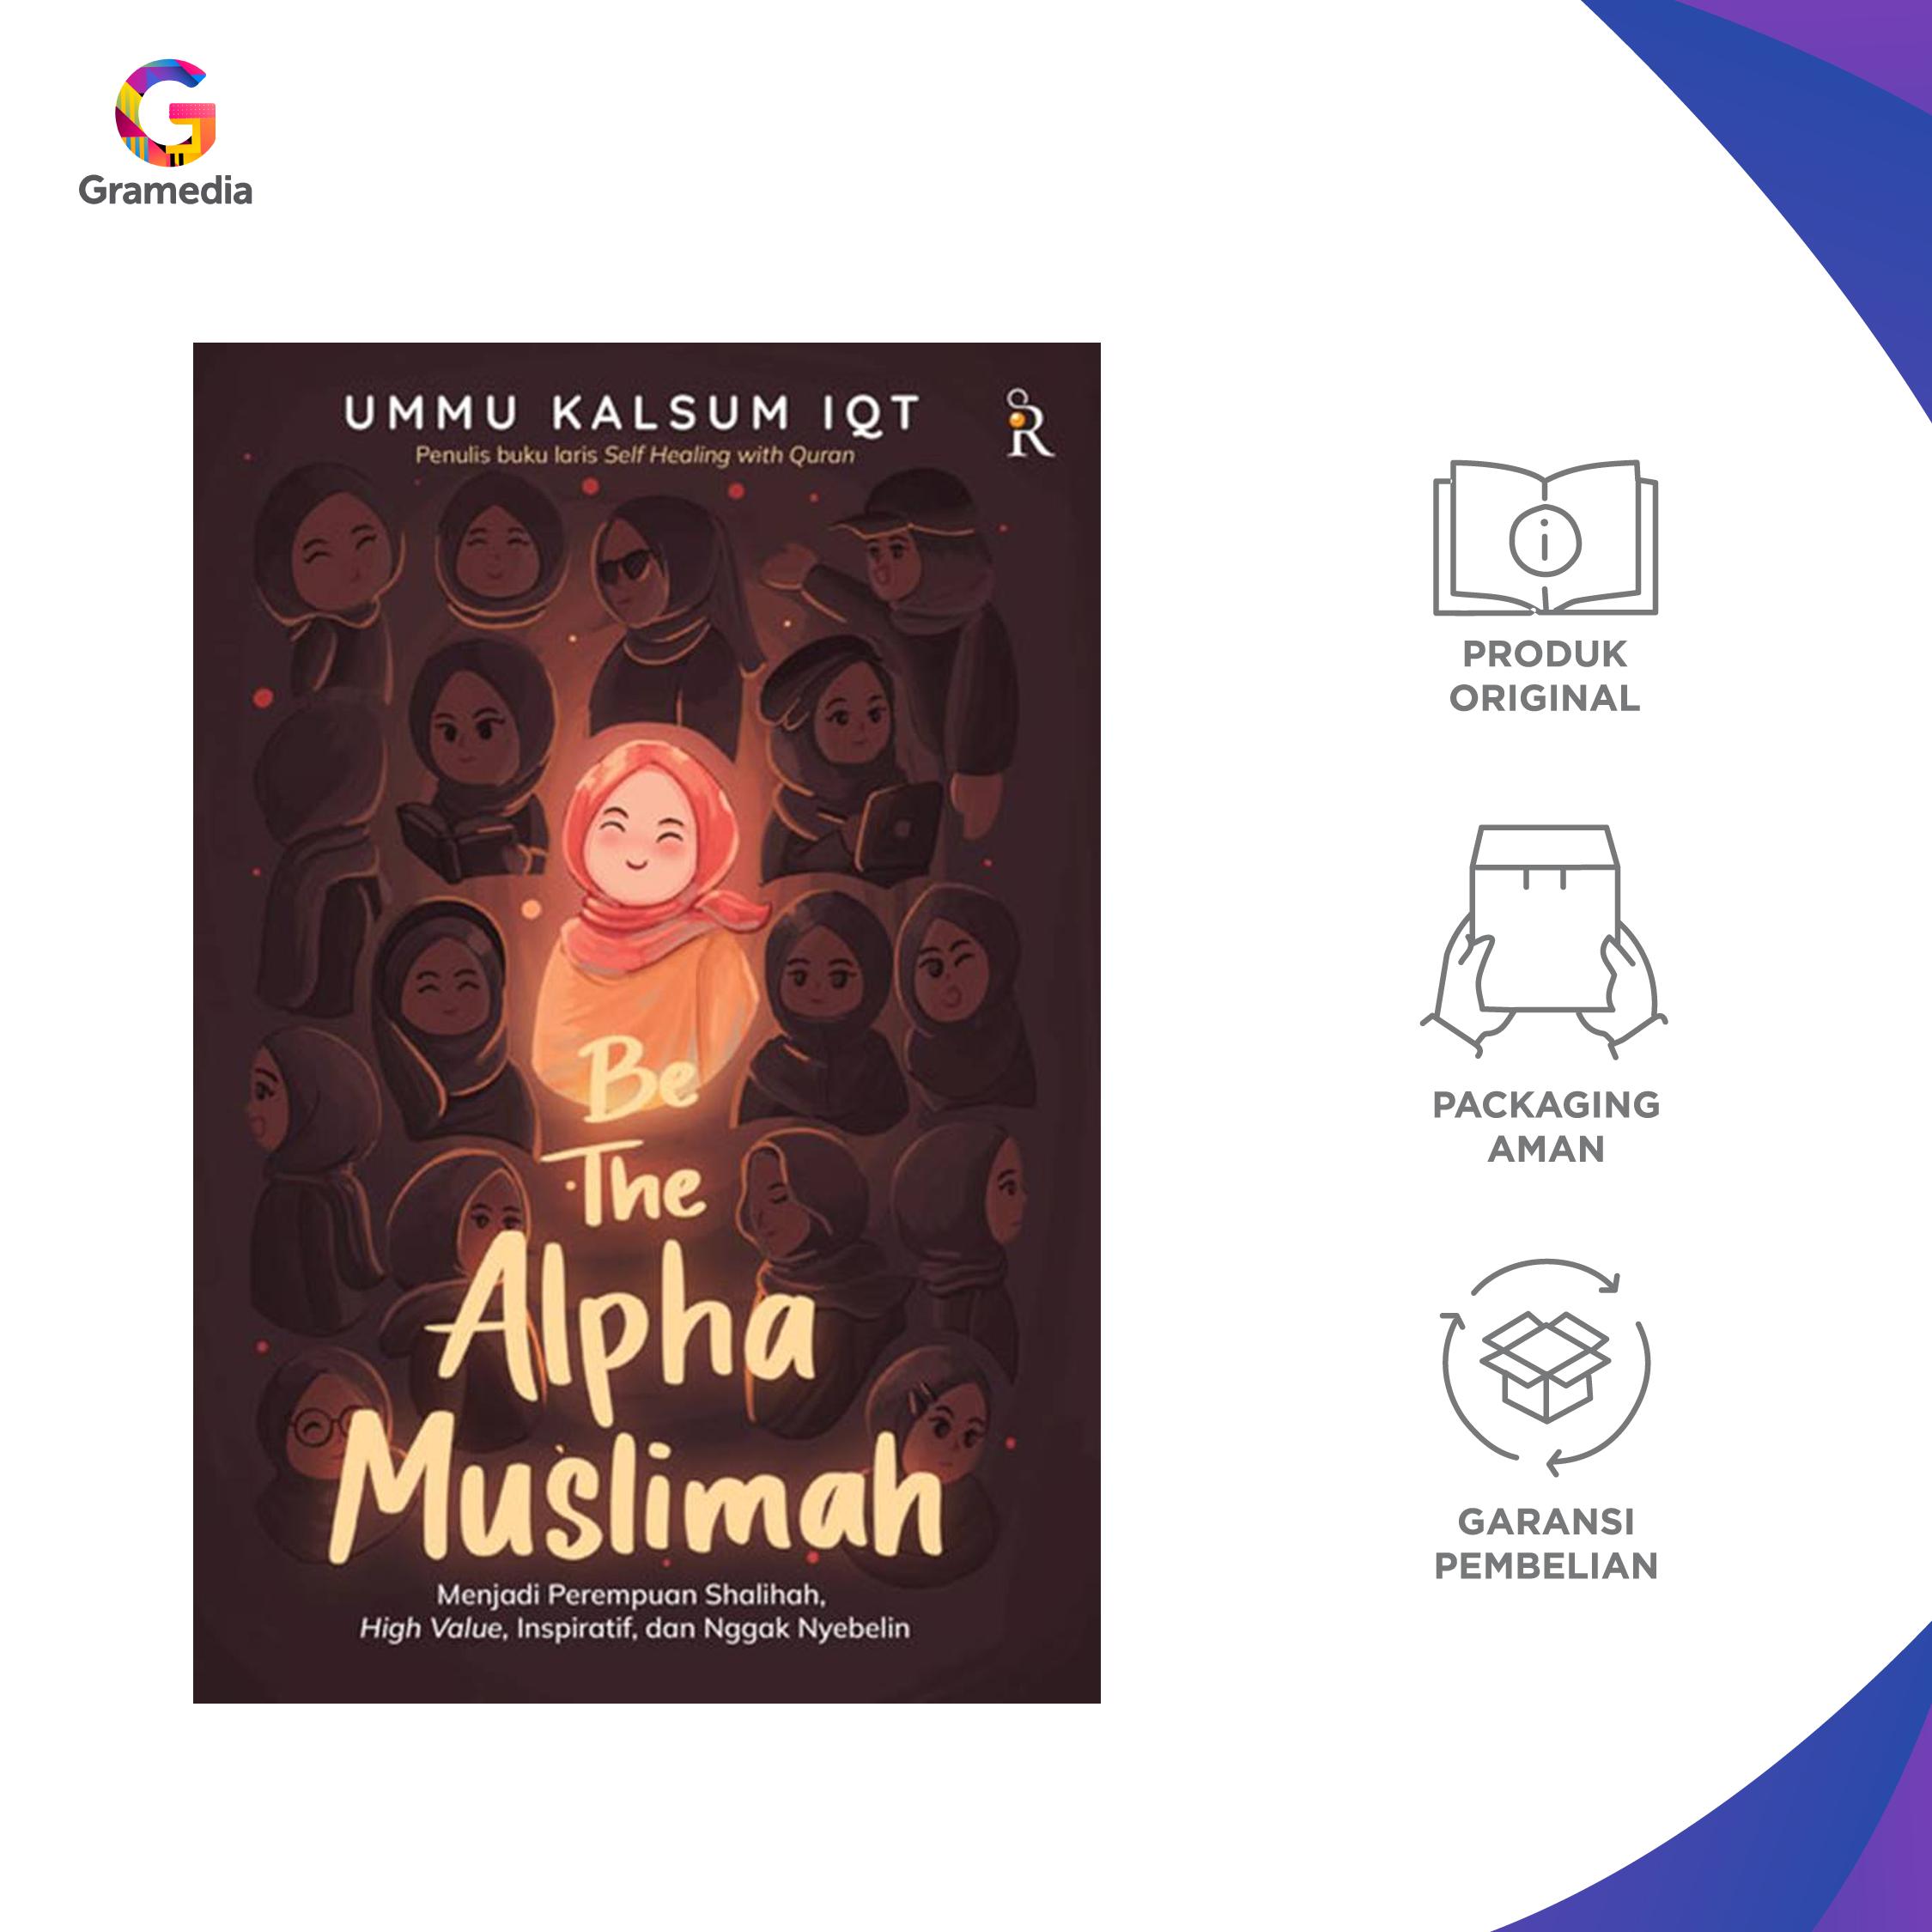 Gramedia
UMMU KALSUM IQT
Penulis buku laris Self Healing with Quran
Be
The
Alpha
Muslimah
Menjadi Perempuan Shalihah,
High Value, Inspiratif, dan Nggak Nyebelin
PRODUK
ORIGINAL
PACKAGING
AMAN
GARANSI
PEMBELIAN